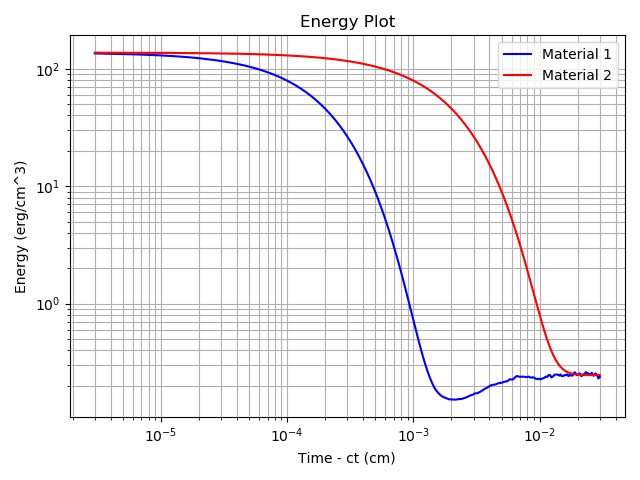 Energy Plot
Material 1
Material 2
Energy (erg/cm^3)
10²
10¹
10⁰
10⁻⁵ 10⁻⁴ 10⁻³ 10⁻²
Time - ct (cm)